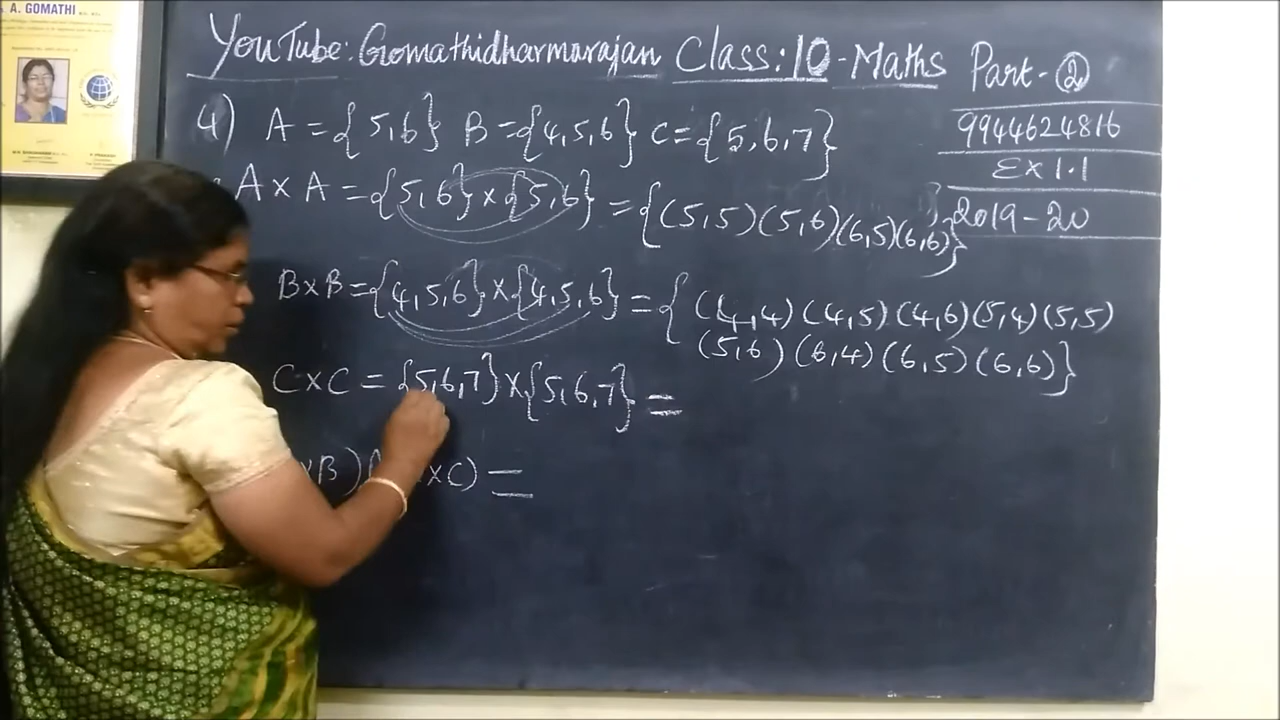 A. GOMATHI
YouTube: Gomathidharmarajan Class: 10 - Maths Part - 2
9944624816
Ex 1.1
2019-20
4) A = {5,6} B = {4,5,6} C = {5,6,7}
A x A = {5,6} x {5,6} = {(5,5)(5,6)(6,5)(6,6)}
B x B = {4,5,6} x {4,5,6} = { (4,4) (4,5) (4,6) (5,4) (5,5)
(5,6) (6,4) (6,5) (6,6) }
C x C = {5,6,7} x {5,6,7} =
x B) x C) =